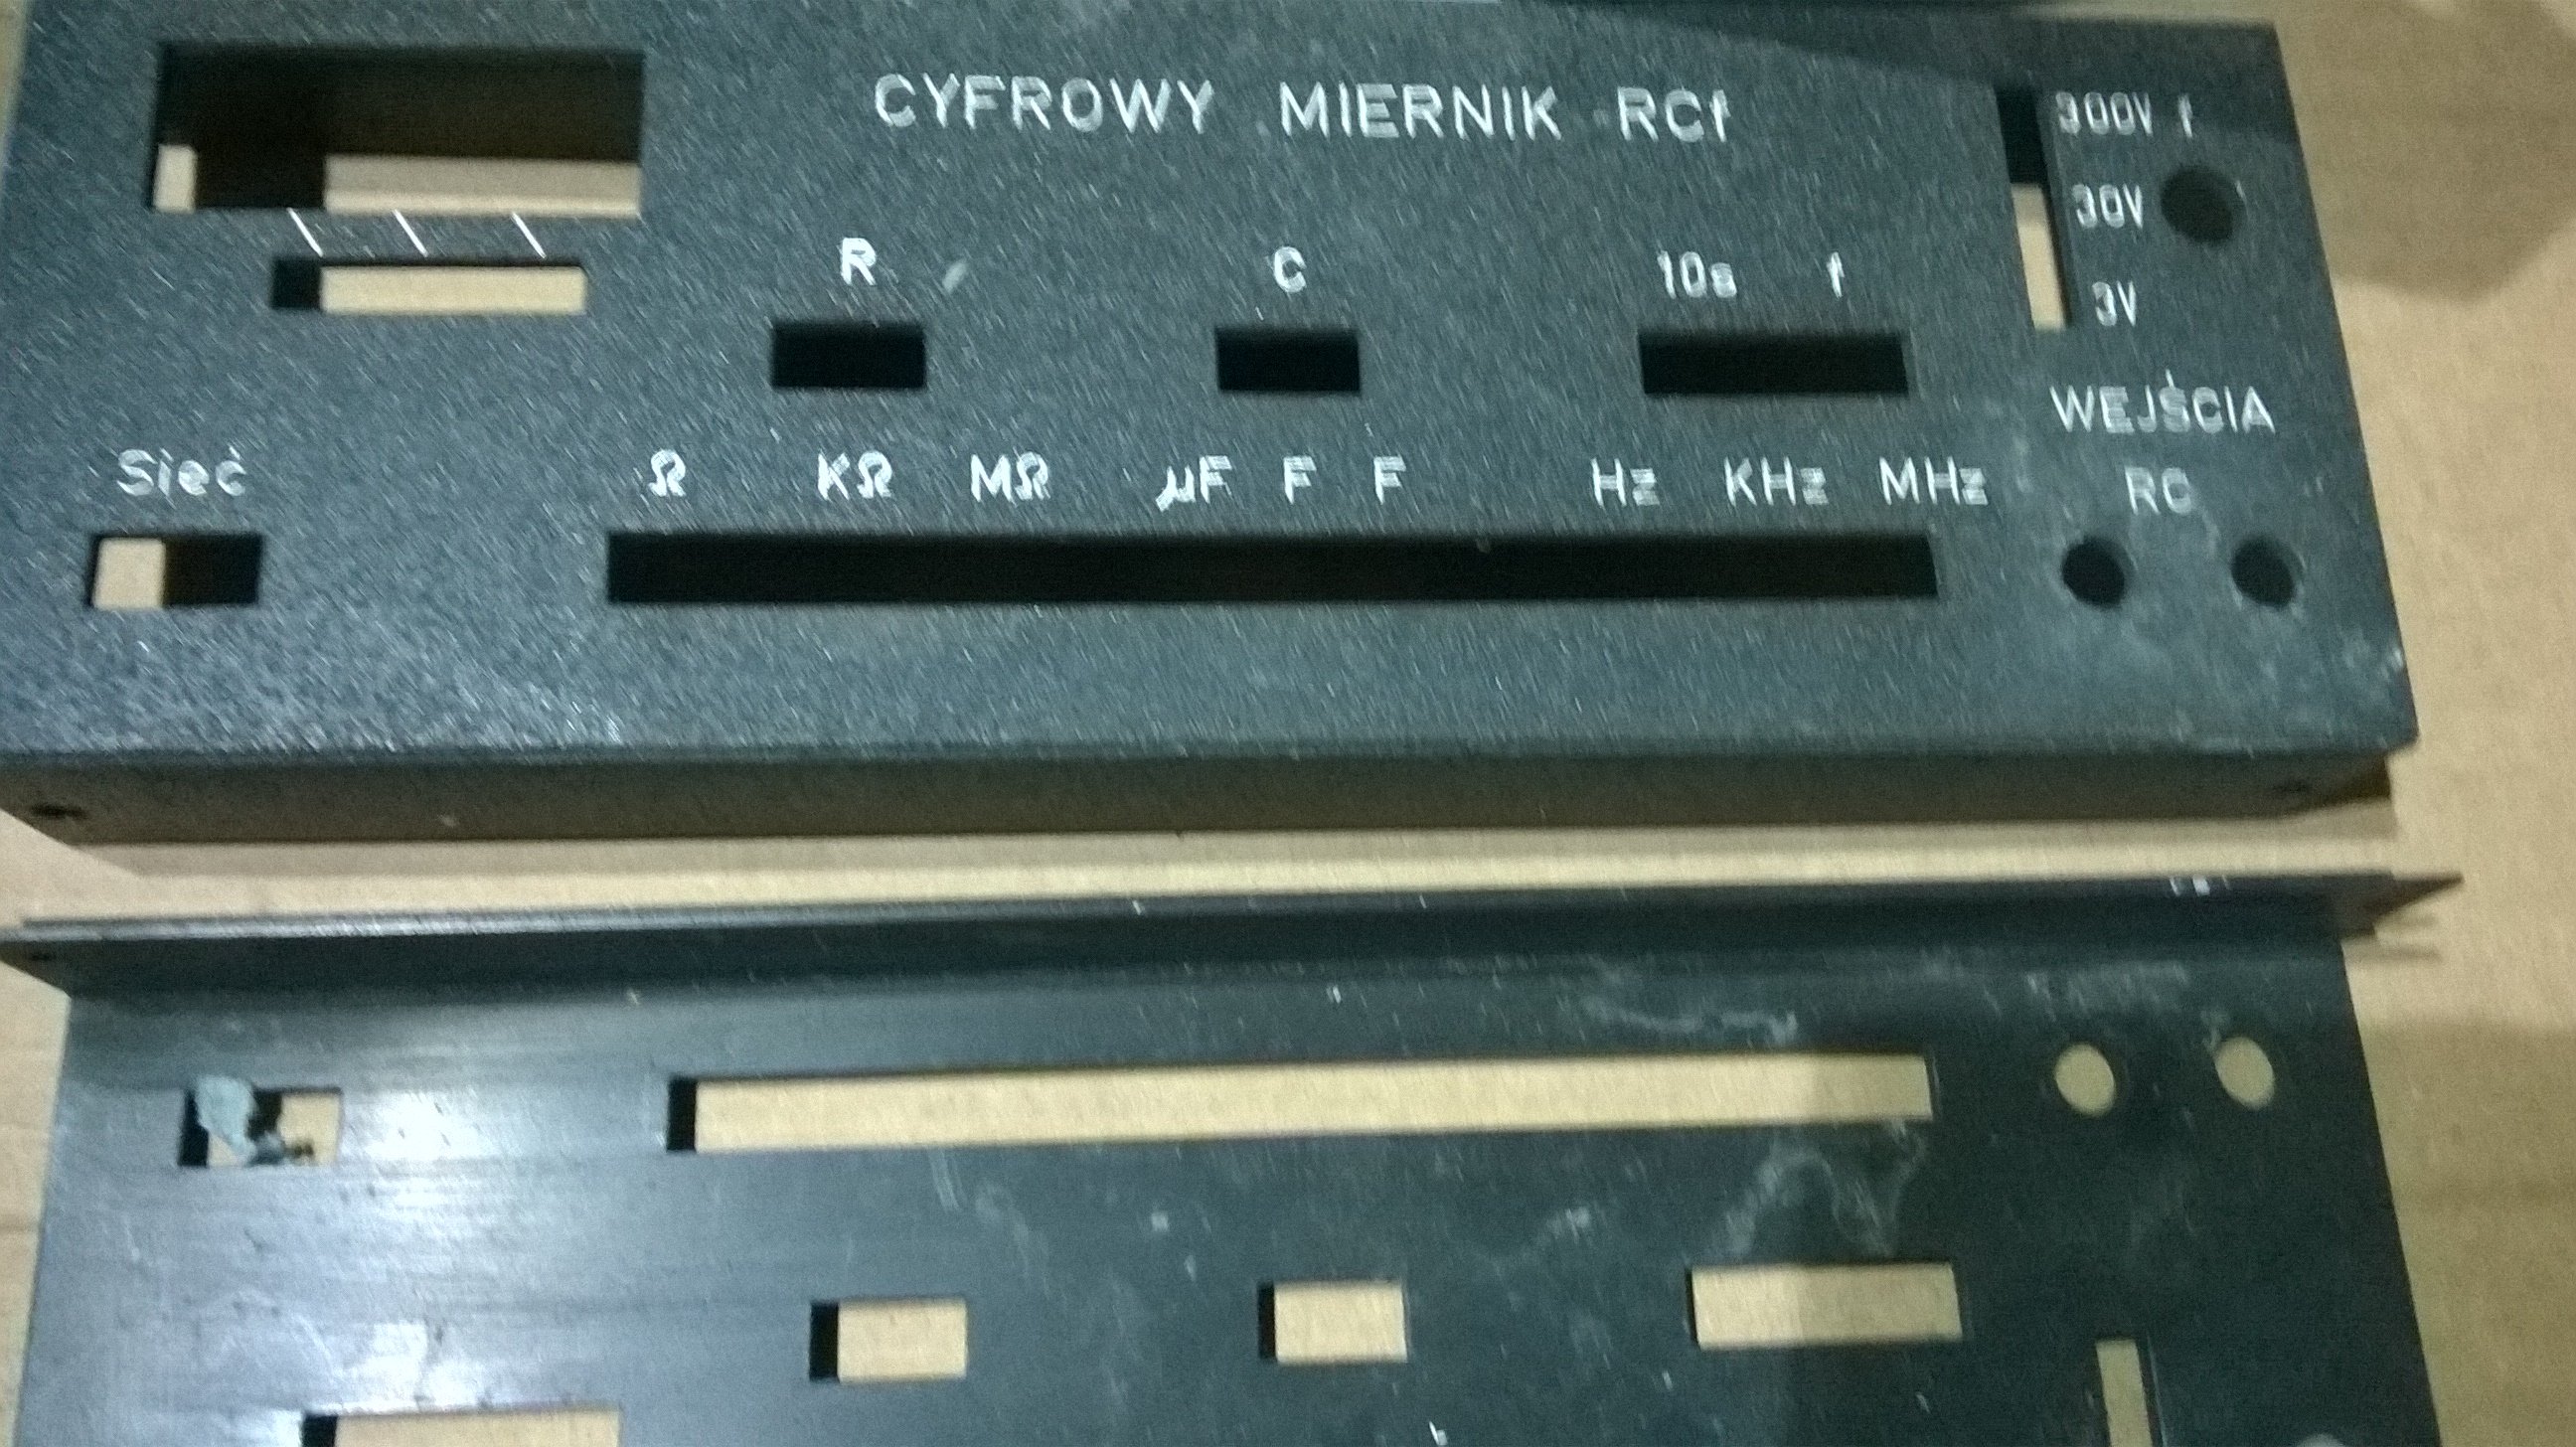 CYFROWY MIERNIK RCf
300V f
30V
3V
R C 10s f
WEJŚCIA
RC
Sieć
Ω KΩ MΩ µF F F Hz KHz MHz